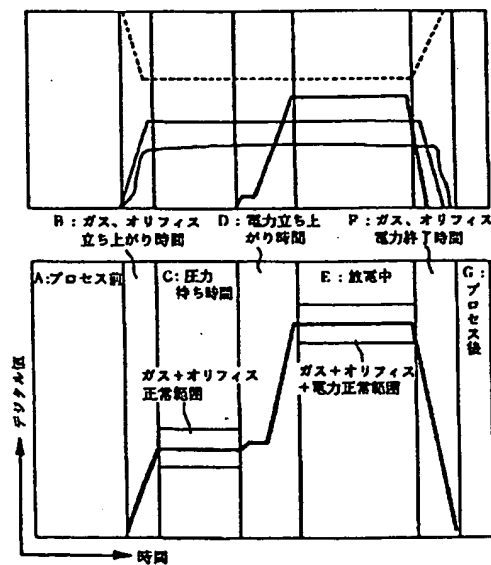 B：ガス、オリフィス
立ち上がり時間
D：電力立ち上
がり時間
F：ガス、オリフィス
電力終了時間
A:プロセス前
C：圧力
待ち時間
E：放電中
G：
プロセス後
ガス＋オリフィス
正常範囲
ガス＋オリフィス
＋電力正常範囲
デジタル値
時間